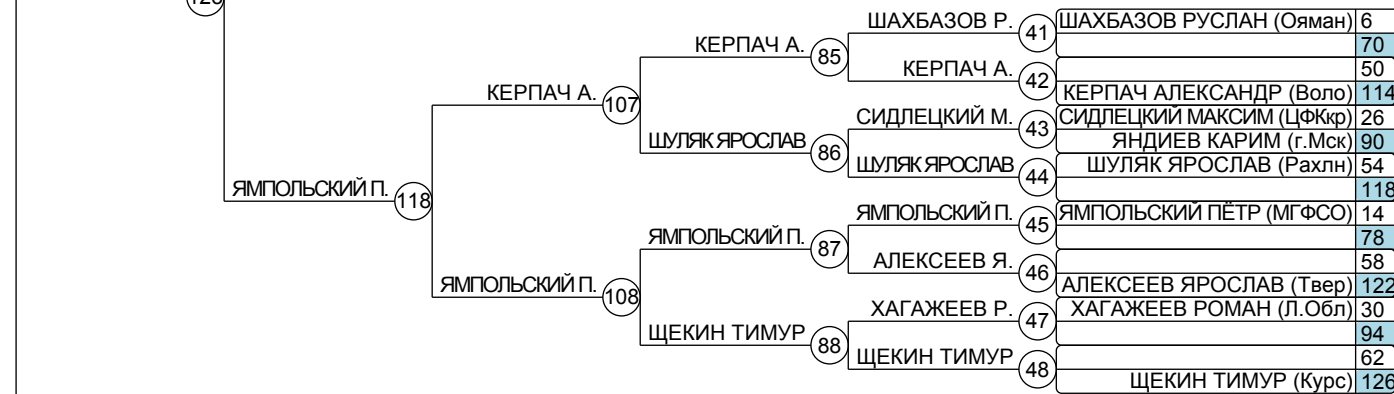 ШАХБАЗОВ Р. 41 ШАХБАЗОВ РУСЛАН (Ояман) 6
КЕРПАЧ А. 85 70
КЕРПАЧ А. 42 50
КЕРПАЧ А. 107 КЕРПАЧ АЛЕКСАНДР (Воло) 114
СИДЛЕЦКИЙ М. 43 СИДЛЕЦКИЙ МАКСИМ (ЦФКкр) 26
ШУЛЯК ЯРОСЛАВ 86 ЯНДИЕВ КАРИМ (г.Мск) 90
ШУЛЯК ЯРОСЛАВ 44 ШУЛЯК ЯРОСЛАВ (Рахлн) 54
ЯМПОЛЬСКИЙ П. 118 118
ЯМПОЛЬСКИЙ П. 45 ЯМПОЛЬСКИЙ ПЁТР (МГФСО) 14
ЯМПОЛЬСКИЙ П. 87 78
АЛЕКСЕЕВ Я. 46 58
ЯМПОЛЬСКИЙ П. 108 АЛЕКСЕЕВ ЯРОСЛАВ (Твер) 122
ХАГАЖЕЕВ Р. 47 ХАГАЖЕЕВ РОМАН (Л.Обл) 30
ЩЕКИН ТИМУР 88 94
ЩЕКИН ТИМУР 48 62
ЩЕКИН ТИМУР (Курс) 126